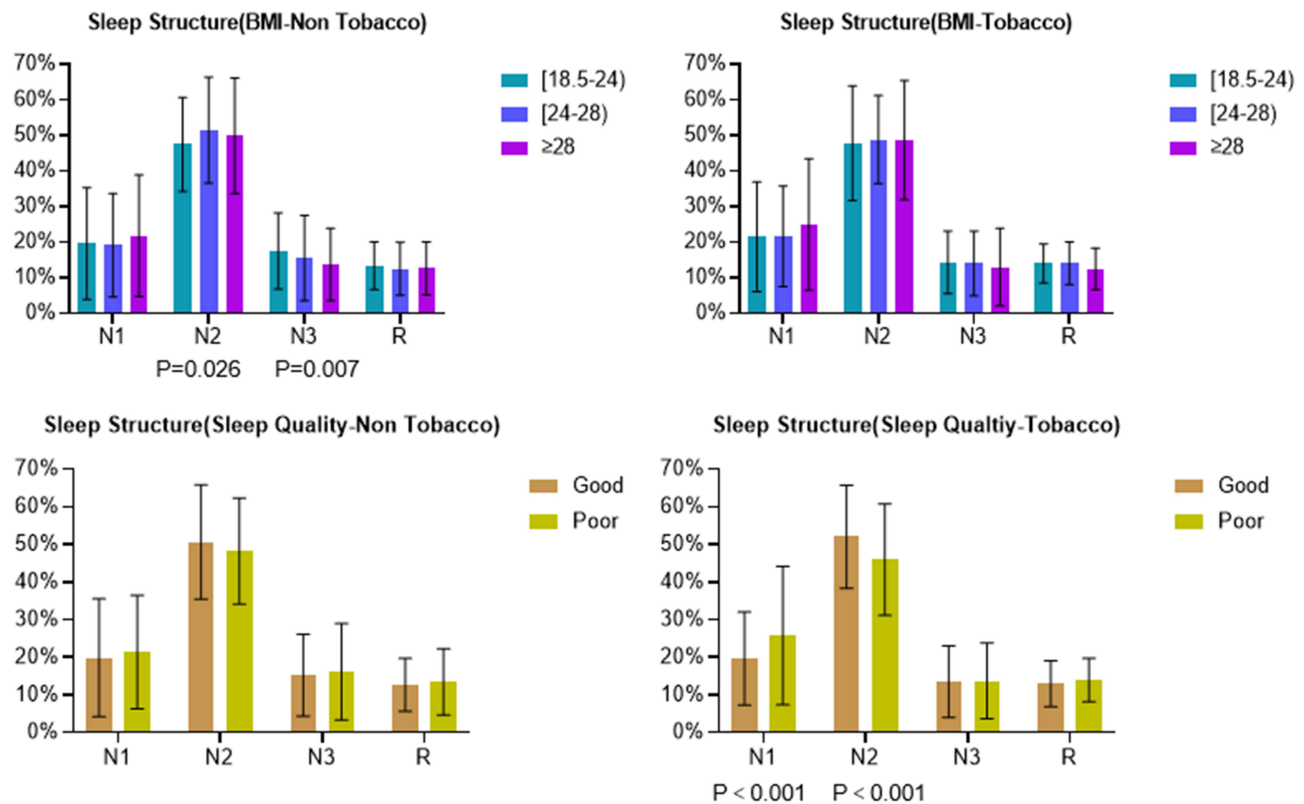 Sleep Structure(BMI-Non Tobacco)
70%
60%
50%
40%
30%
20%
10%
0%
N1 N2 N3 R
P=0.026 P=0.007
[18.5-24)
[24-28)
≥28
Sleep Structure(BMI-Tobacco)
70%
60%
50%
40%
30%
20%
10%
0%
N1 N2 N3 R
[18.5-24)
[24-28)
≥28
Sleep Structure(Sleep Quality-Non Tobacco)
70%
60%
50%
40%
30%
20%
10%
0%
N1 N2 N3 R
Good
Poor
Sleep Structure(Sleep Qualtiy-Tobacco)
70%
60%
50%
40%
30%
20%
10%
0%
N1 N2 N3 R
P < 0.001 P < 0.001
Good
Poor